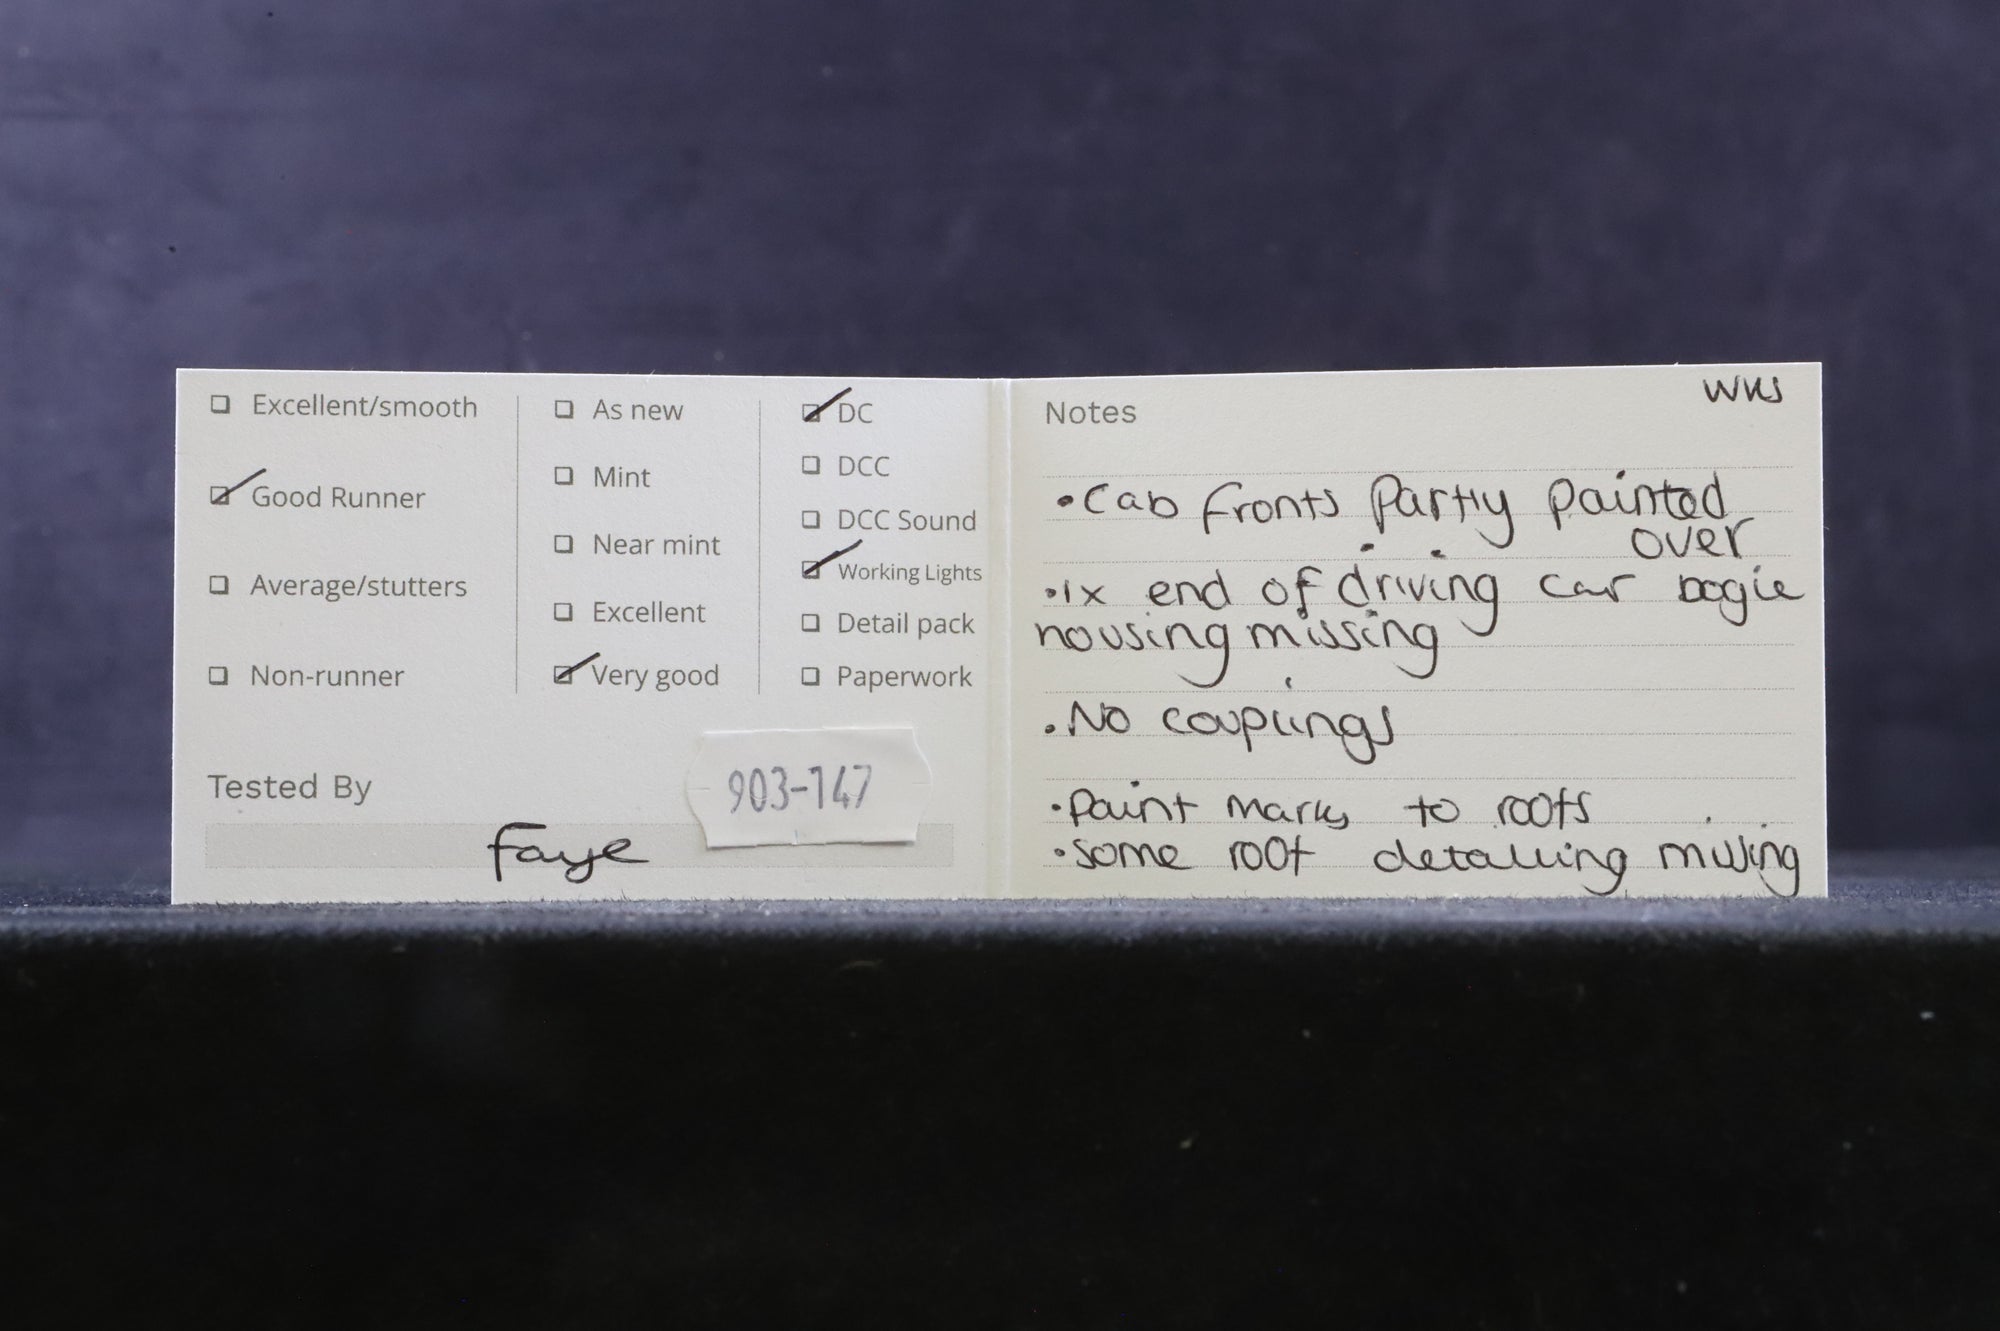 ☐ Excellent/smooth
☑ Good Runner
☐ Average/stutters
☐ Non-runner
☐ As new
☐ Mint
☐ Near mint
☐ Excellent
☑ Very good
☑ DC
☐ DCC
☐ DCC Sound
☑ Working Lights
☐ Detail pack
☐ Paperwork
Tested By
Faye
903-147
WKS
Notes
• Cab fronts Partly painted
over
• 1x end of driving car bogie
housing missing
• No couplings
• Paint marks to roofs
• Some roof detailing missing